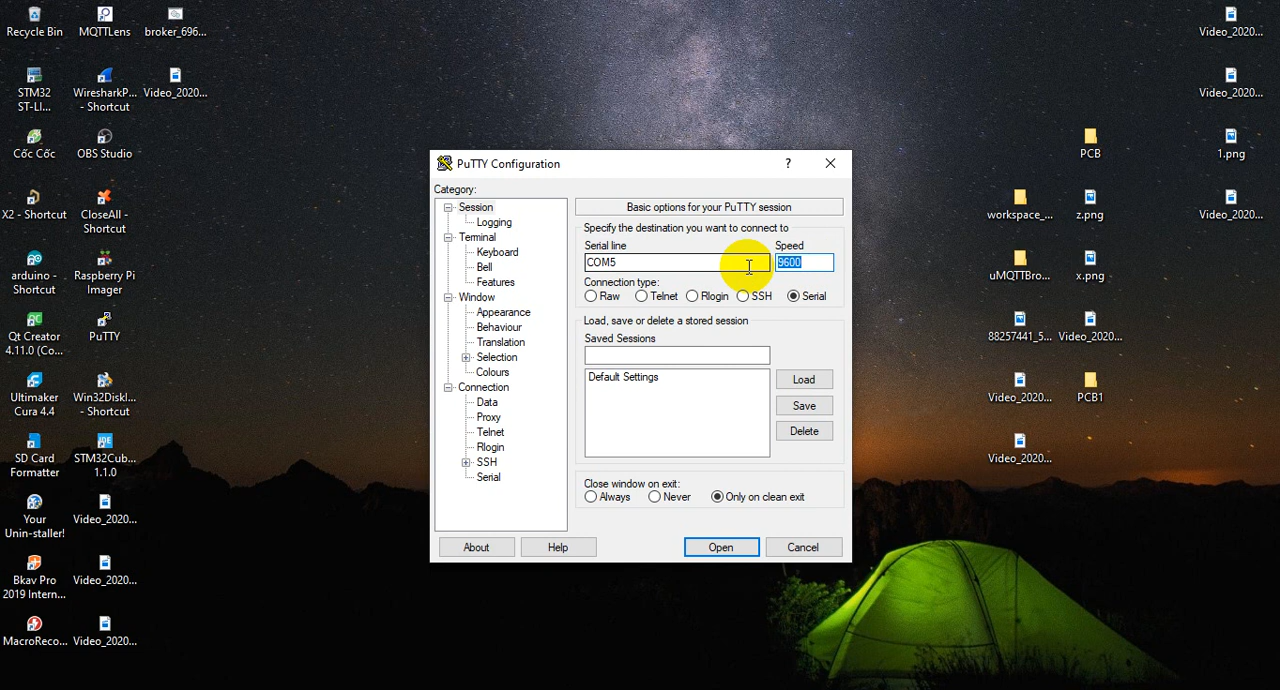 Recycle Bin
MQTTLens
broker_696...
STM32
ST-LI...
WiresharkP...
- Shortcut
Video_2020...
Cốc Cốc
OBS Studio
X2 - Shortcut
CloseAll -
Shortcut
arduino -
Shortcut
Raspberry Pi
Imager
Qt Creator
4.11.0 (Co...
PuTTY
Ultimaker
Cura 4.4
Win32DiskI...
- Shortcut
SD Card
Formatter
STM32Cub...
1.1.0
IDE
Your
Unin-staller!
Video_2020...
Bkav Pro
2019 Intern...
Video_2020...
MacroReco...
Video_2020...
PuTTY Configuration
?
Category:
Session
Logging
Terminal
Keyboard
Bell
Features
Window
Appearance
Behaviour
Translation
Selection
Colours
Connection
Data
Proxy
Telnet
Rlogin
SSH
Serial
Basic options for your PuTTY session
Specify the destination you want to connect to
Serial line
Speed
COM5
9600
Connection type:
Raw
Telnet
Rlogin
SSH
Serial
Load, save or delete a stored session
Saved Sessions
Default Settings
Load
Save
Delete
Close window on exit:
Always
Never
Only on clean exit
About
Help
Open
Cancel
Video_2020...
Video_2020...
PCB
1.png
workspace_...
z.png
Video_2020...
uMQTTBro...
x.png
88257441_5...
Video_2020...
Video_2020...
PCB1
Video_2020...